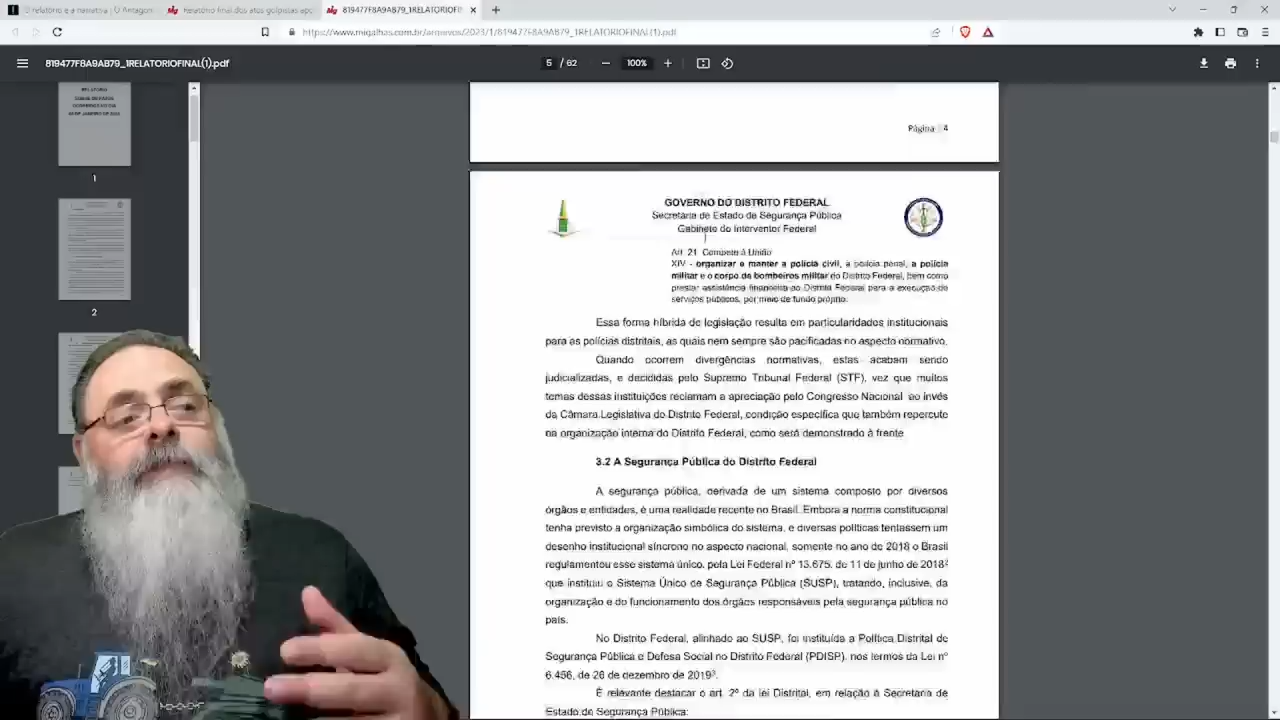 O relatório e a narrativa | O Antagon
Relatório final dos atos golpistas apo
819477F8A9AB79_1RELATORIOFIN
https://www.migalhas.com.br/arquivos/2023/1/819477F8A9AB79_1RELATORIOFINAL(1).pdf
819477F8A9AB79_1RELATORIOFINAL(1).pdf
5 / 62
100%
RELATÓRIO
1
2
Página 4
GOVERNO DO DISTRITO FEDERAL
Secretaria de Estado de Segurança Pública
Gabinete do Interventor Federal
Art. 21. Compete à União
XIV - organizar e manter a polícia civil, a polícia penal, a polícia
militar e o corpo de bombeiros militar do Distrito Federal, bem como
prestar assistência financeira ao Distrito Federal para a execução de
serviços públicos, por meio de fundo próprio;
Essa forma híbrida de legislação resulta em particularidades institucionais
para as polícias distritais, as quais nem sempre são pacificadas no aspecto normativo.
Quando ocorrem divergências normativas, estas acabam sendo
judicializadas, e decididas pelo Supremo Tribunal Federal (STF), vez que muitos
temas dessas instituições reclamam a apreciação pelo Congresso Nacional ao invés
da Câmara Legislativa do Distrito Federal, condição específica que também repercute
na organização interna do Distrito Federal, como será demonstrado à frente
3.2 A Segurança Pública do Distrito Federal
A segurança pública, derivada de um sistema composto por diversos
órgãos e entidades, é uma realidade recente no Brasil. Embora a norma constitucional
tenha previsto a organização simbólica do sistema, e diversas políticas tentassem um
desenho institucional síncrono no aspecto nacional, somente no ano de 2018 o Brasil
regulamentou esse sistema único, pela Lei Federal nº 13.675, de 11 de junho de 2018²
que instituiu o Sistema Único de Segurança Pública (SUSP), tratando, inclusive, da
organização e do funcionamento dos órgãos responsáveis pela segurança pública no
país.
No Distrito Federal, alinhado ao SUSP, foi instituída a Política Distrital de
Segurança Pública e Defesa Social no Distrito Federal (PDISP), nos termos da Lei nº
6.456, de 26 de dezembro de 2019³.
É relevante destacar o art. 2º da lei Distrital, em relação à Secretaria de
Estado de Segurança Pública: